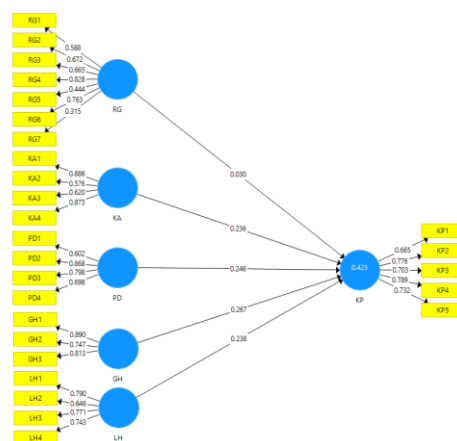 RG1
RG2
RG3
RG4
RG5
RG6
RG7
0.588
0.672
0.665
0.828
0.444
0.763
0.315
RG
KA1
KA2
KA3
KA4
0.886
0.576
0.620
0.873
KA
PD1
PD2
PD3
PD4
0.602
0.868
0.798
0.698
PD
GH1
GH2
GH3
0.890
0.747
0.813
GH
LH1
LH2
LH3
LH4
0.790
0.646
0.771
0.743
LH
0.030
0.236
0.246
0.267
0.238
0.423
KP
0.665
0.776
0.703
0.789
0.732
KP1
KP2
KP3
KP4
KP5